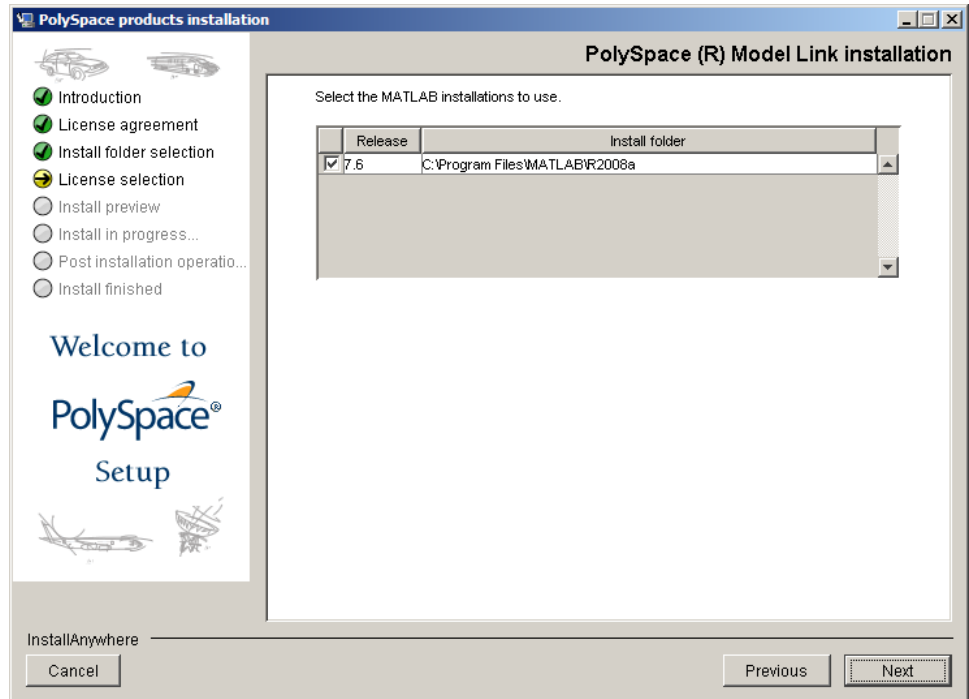 PolySpace products installation
PolySpace (R) Model Link installation
Introduction
License agreement
Install folder selection
License selection
Install preview
Install in progress...
Post installation operatio...
Install finished
Welcome to
PolySpace®
Setup
Select the MATLAB installations to use.
Release Install folder
7.6 C:\Program Files\MATLAB\R2008a
InstallAnywhere
Cancel Previous Next